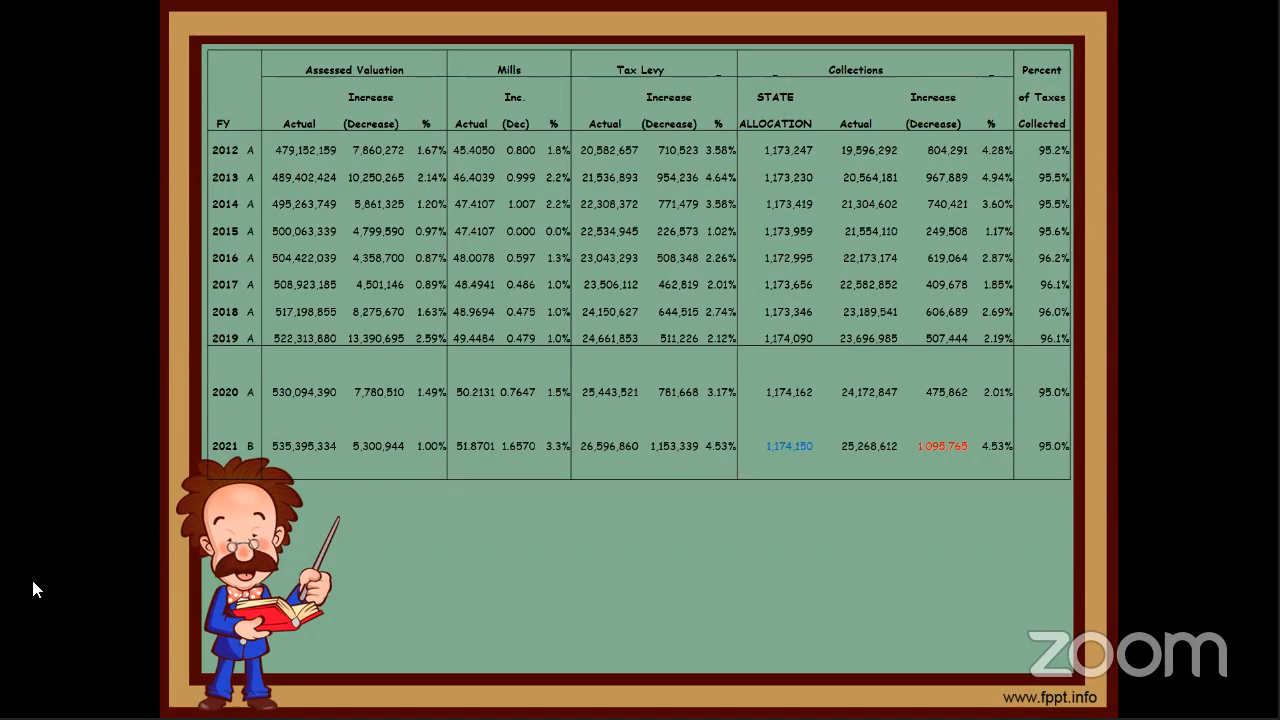 Assessed Valuation Mills Tax Levy _ _ Collections _ Percent
Increase Inc. Increase STATE Increase of Taxes
FY Actual (Decrease) % Actual (Dec) % Actual (Decrease) % ALLOCATION Actual (Decrease) % Collected
2012 A 479,152,159 7,860,272 1.67% 45.4050 0.800 1.8% 20,582,657 710,523 3.58% 1,173,247 19,596,292 804,291 4.28% 95.2%
2013 A 489,402,424 10,250,265 2.14% 46.4039 0.999 2.2% 21,536,893 954,236 4.64% 1,173,230 20,564,181 967,889 4.94% 95.5%
2014 A 495,263,749 5,861,325 1.20% 47.4107 1.007 2.2% 22,308,372 771,479 3.58% 1,173,419 21,304,602 740,421 3.60% 95.5%
2015 A 500,063,339 4,799,590 0.97% 47.4107 0.000 0.0% 22,534,945 226,573 1.02% 1,173,959 21,554,110 249,508 1.17% 95.6%
2016 A 504,422,039 4,358,700 0.87% 48.0078 0.597 1.3% 23,043,293 508,348 2.26% 1,172,995 22,173,174 619,064 2.87% 96.2%
2017 A 508,923,185 4,501,146 0.89% 48.4941 0.486 1.0% 23,506,112 462,819 2.01% 1,173,656 22,582,852 409,678 1.85% 96.1%
2018 A 517,198,855 8,275,670 1.63% 48.9694 0.475 1.0% 24,150,627 644,515 2.74% 1,173,346 23,189,541 606,689 2.69% 96.0%
2019 A 522,313,880 13,390,695 2.59% 49.4484 0.479 1.0% 24,661,853 511,226 2.12% 1,174,090 23,696,985 507,444 2.19% 96.1%
2020 A 530,094,390 7,780,510 1.49% 50.2131 0.7647 1.5% 25,443,521 781,668 3.17% 1,174,162 24,172,847 475,862 2.01% 95.0%
2021 B 535,395,334 5,300,944 1.00% 51.8701 1.6570 3.3% 26,596,860 1,153,339 4.53% 1,174,150 25,268,612 1,095,765 4.53% 95.0%
zoom
www.fppt.info